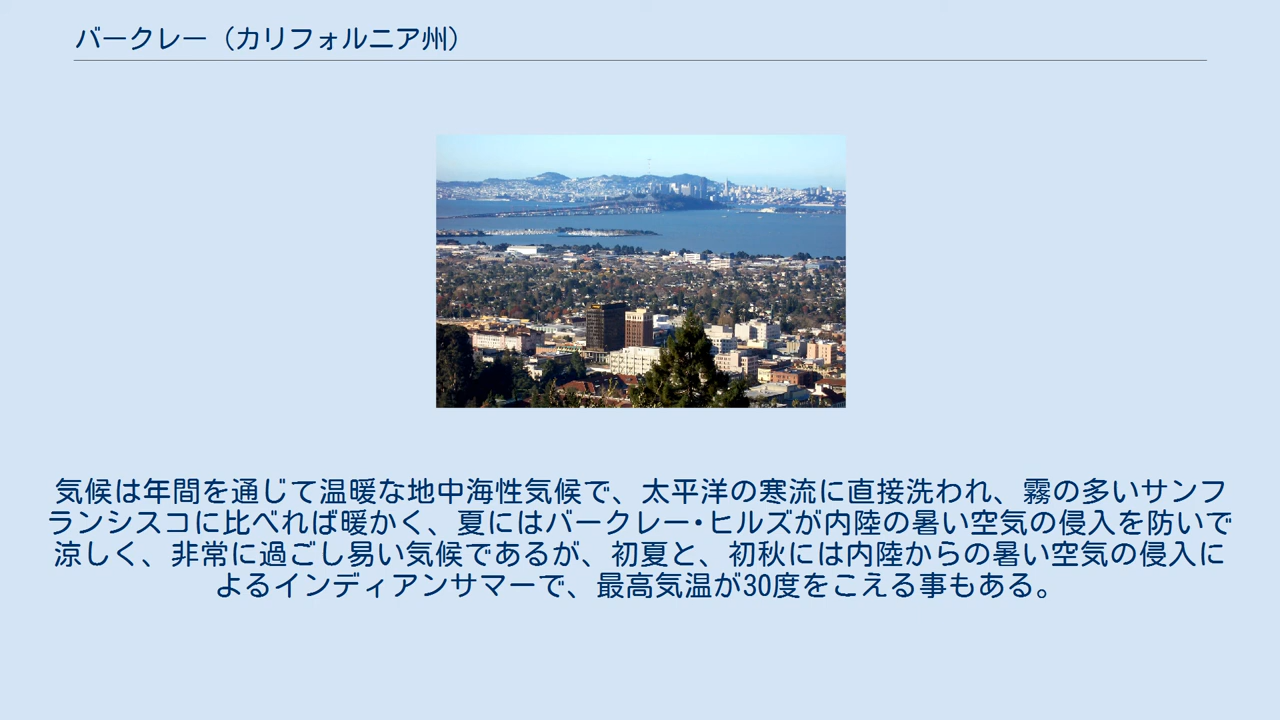 バークレー（カリフォルニア州）
気候は年間を通じて温暖な地中海性気候で、太平洋の寒流に直接洗われ、霧の多いサンフ
ランシスコに比べれば暖かく、夏にはバークレー・ヒルズが内陸の暑い空気の侵入を防いで
涼しく、非常に過ごし易い気候であるが、初夏と、初秋には内陸からの暑い空気の侵入に
よるインディアンサマーで、最高気温が30度をこえる事もある。